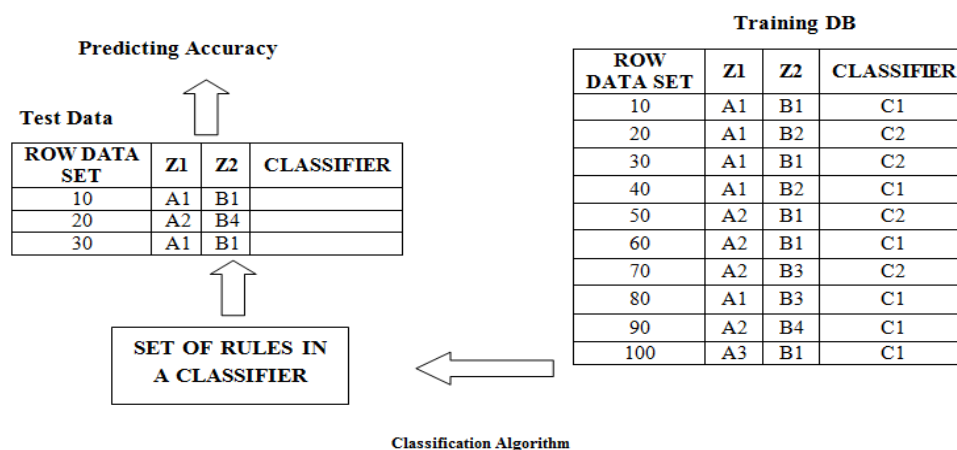 Predicting Accuracy
Test Data
ROW DATA SET Z1 Z2 CLASSIFIER
10 A1 B1
20 A2 B4
30 A1 B1
SET OF RULES IN
A CLASSIFIER
Training DB
ROW DATA SET Z1 Z2 CLASSIFIER
10 A1 B1 C1
20 A1 B2 C2
30 A1 B1 C2
40 A1 B2 C1
50 A2 B1 C2
60 A2 B1 C1
70 A2 B3 C2
80 A1 B3 C1
90 A2 B4 C1
100 A3 B1 C1
Classification Algorithm